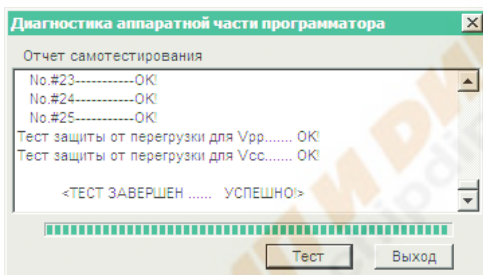 Диагностика аппаратной части программатора
Отчет самотестирования
No.#23-----------OK!
No.#24-----------OK!
No.#25-----------OK!
Тест защиты от перегрузки для Vpp....... OK!
Тест защиты от перегрузки для Vcc....... OK!
<ТЕСТ ЗАВЕРШЕН ...... УСПЕШНО!>
Тест
Выход